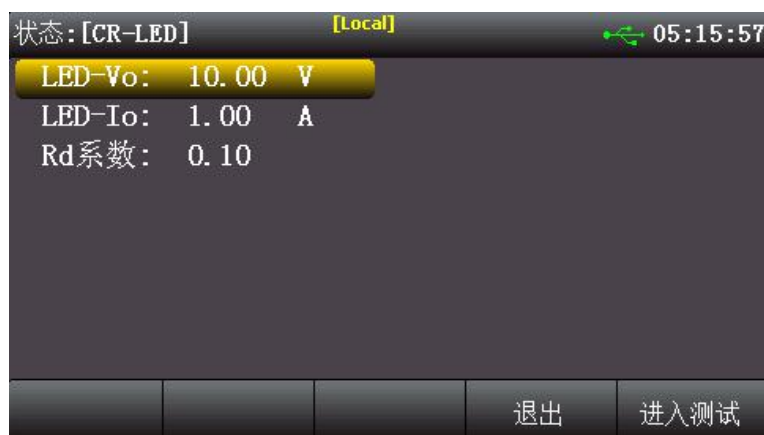 状态:[CR-LED] [Local] 05:15:57
LED-Vo: 10.00 V
LED-Io: 1.00 A
Rd系数: 0.10
退出 进入测试